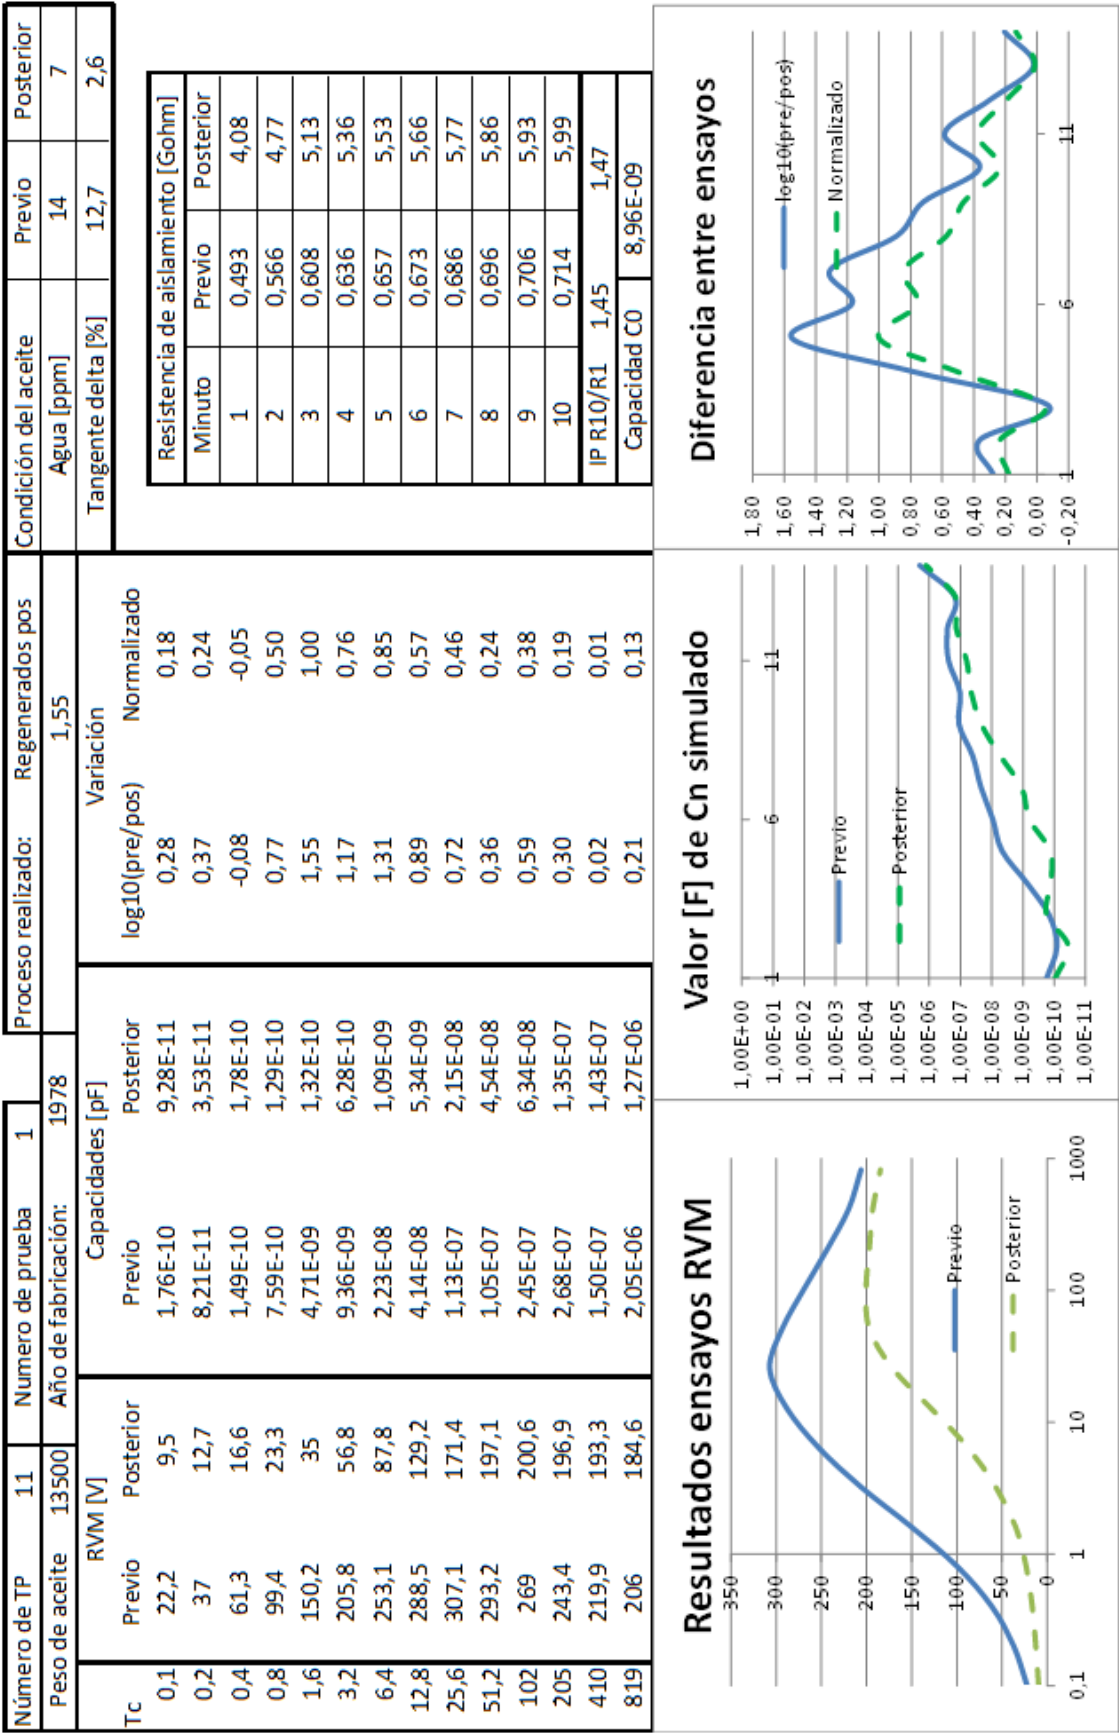 Número de TP 11 Numero de prueba 1 Proceso realizado: Regenerados pos Condición del aceite Previo Posterior
Peso de aceite 13500 Año de fabricación: 1978 1,55 Agua [ppm] 14 7
Tangente delta [%] 12,7 2,6
RVM [V] Capacidades [pF] Variación
Tc Previo Posterior Previo Posterior log10(pre/pos) Normalizado
0,1 22,2 9,5 1,76E-10 9,28E-11 0,28 0,18
0,2 37 12,7 8,21E-11 3,53E-11 0,37 0,24
0,4 61,3 16,6 1,49E-10 1,78E-10 -0,08 -0,05
0,8 99,4 23,3 7,59E-10 1,29E-10 0,77 0,50
1,6 150,2 35 4,71E-09 1,32E-10 1,55 1,00
3,2 205,8 56,8 9,36E-09 6,28E-10 1,17 0,76
6,4 253,1 87,8 2,23E-08 1,09E-09 1,31 0,85
12,8 288,5 129,2 4,14E-08 5,34E-09 0,89 0,57
25,6 307,1 171,4 1,13E-07 2,15E-08 0,72 0,46
51,2 293,2 197,1 1,05E-07 4,54E-08 0,36 0,24
102 269 200,6 2,45E-07 6,34E-08 0,59 0,38
205 243,4 196,9 2,68E-07 1,35E-07 0,30 0,19
410 219,9 193,3 1,50E-07 1,43E-07 0,02 0,01
819 206 184,6 2,05E-06 1,27E-06 0,21 0,13
Resistencia de aislamiento [Gohm]
Minuto Previo Posterior
1 0,493 4,08
2 0,566 4,77
3 0,608 5,13
4 0,636 5,36
5 0,657 5,53
6 0,673 5,66
7 0,686 5,77
8 0,696 5,86
9 0,706 5,93
10 0,714 5,99
IP R10/R1 1,45 1,47
Capacidad C0 8,96E-09
Resultados ensayos RVM
350
300
250
200
150
100
50
0
0,1 1 10 100 1000
Previo
Posterior
Valor [F] de Cn simulado
1,00E+00
1,00E-01
1,00E-02
1,00E-03
1,00E-04
1,00E-05
1,00E-06
1,00E-07
1,00E-08
1,00E-09
1,00E-10
1,00E-11
1 6 11
Previo
Posterior
Diferencia entre ensayos
1,80
1,60
1,40
1,20
1,00
0,80
0,60
0,40
0,20
0,00
-0,20
1 6 11
log10(pre/pos)
Normalizado